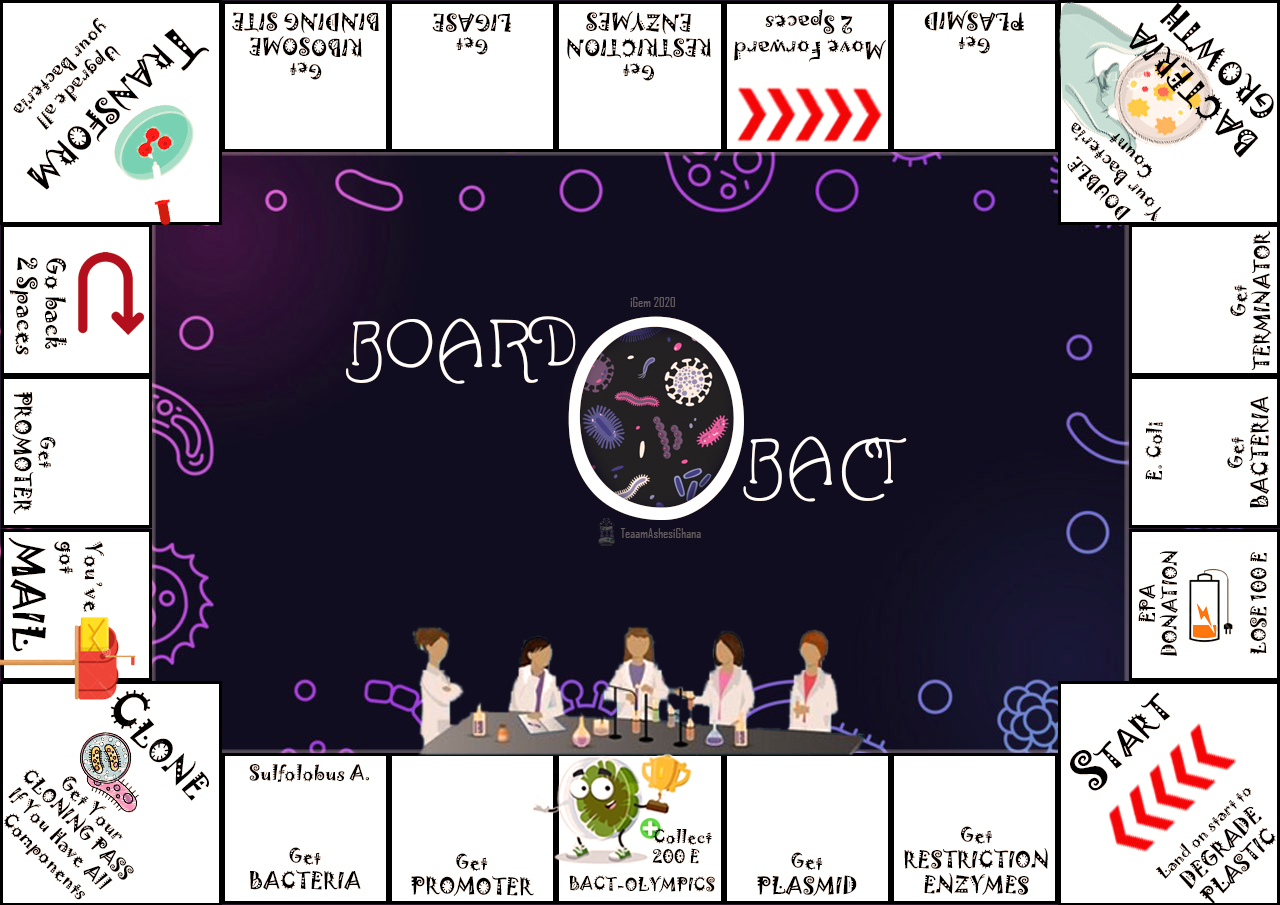 TRANSFORM
Upgrade all
your Bacteria
Get
RIBOSOME
BINDING SITE
Get
LIGASE
Get
RESTRICTION
ENZYMES
Move Forward
2 Spaces
Get
PLASMID
BACTERIA
GROWTH
DOUBLE
Your Bacteria
Count
Go back
2 Spaces
Get
TERMINATOR
iGem 2020
BOARD
BACT
TeaamAshesiGhana
Get
PROMOTER
E. Coli
Get
BACTERIA
You've
got
MAIL
EPA
DONATION
LOSE 100 E
CLONE
Get Your
CLONING PASS
If You Have All
Components
Sulfolobus A.
Get
BACTERIA
Get
PROMOTER
Collect
200 E
BACT-OLYMPICS
Get
PLASMID
Get
RESTRICTION
ENZYMES
START
Land on start to
DEGRADE
PLASTIC